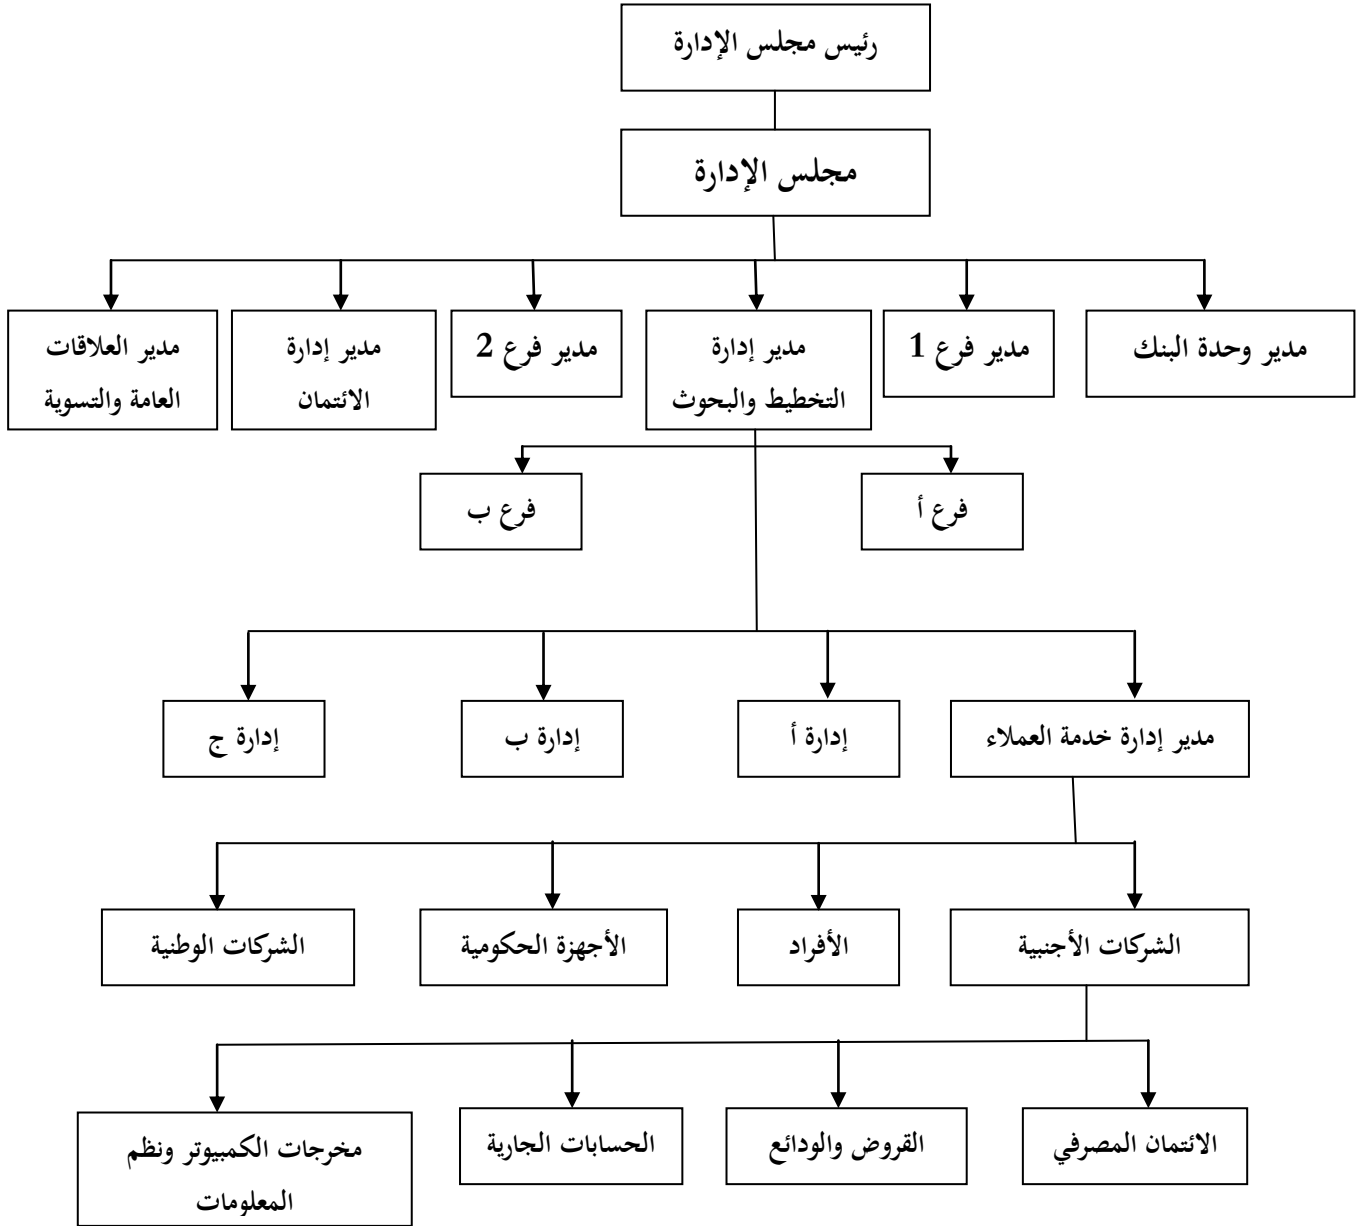 رئيس مجلس الإدارة
مجلس الإدارة
مدير وحدة البنك
مدير فرع 1
مدير إدارة
التخطيط والبحوث
مدير فرع 2
مدير إدارة
الائتمان
مدير العلاقات
العامة والتسوية
فرع أ
فرع ب
مدير إدارة خدمة العملاء
إدارة أ
إدارة ب
إدارة ج
الشركات الأجنبية
الأفراد
الأجهزة الحكومية
الشركات الوطنية
الائتمان المصرفي
القروض والودائع
الحسابات الجارية
مخرجات الكمبيوتر ونظم
المعلومات